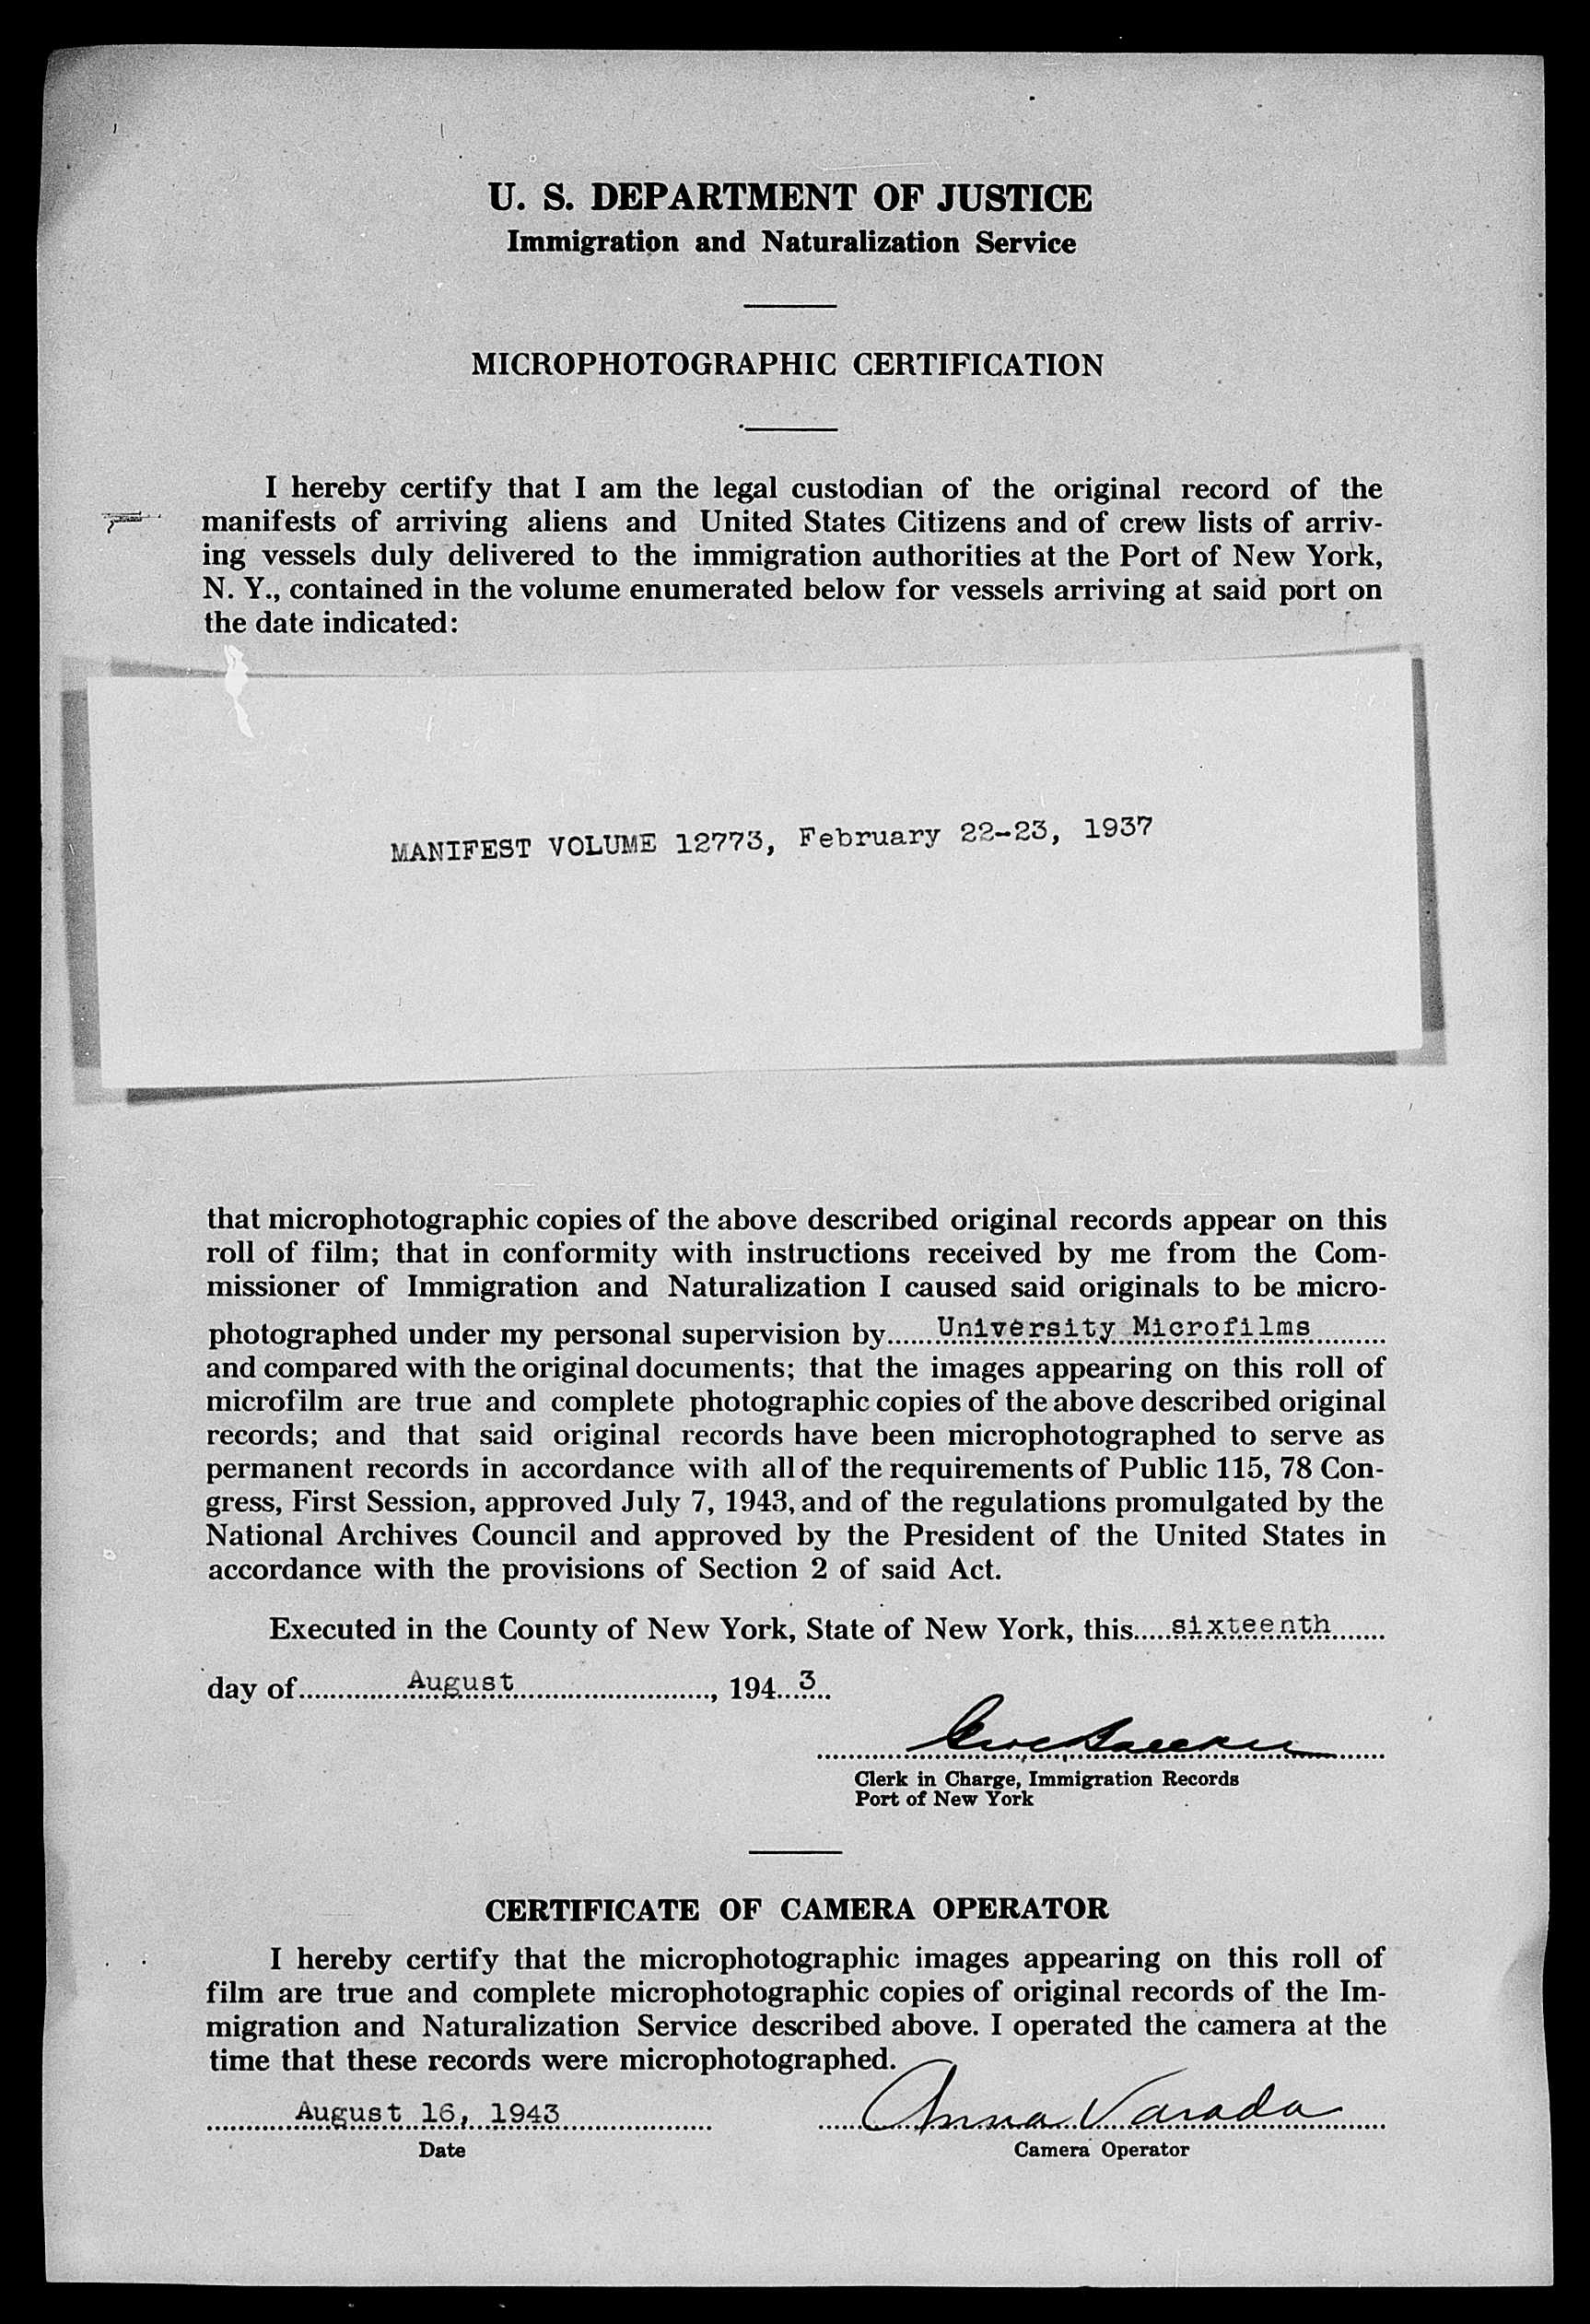 U. S. DEPARTMENT OF JUSTICE
Immigration and Naturalization Service
MICROPHOTOGRAPHIC CERTIFICATION
I hereby certify that I am the legal custodian of the original record of the
manifests of arriving aliens and United States Citizens and of crew lists of arriv-
ing vessels duly delivered to the immigration authorities at the Port of New York,
N. Y., contained in the volume enumerated below for vessels arriving at said port on
the date indicated:
MANIFEST VOLUME 12773, February 22-23, 1937
that microphotographic copies of the above described original records appear on this
roll of film; that in conformity with instructions received by me from the Com-
missioner of Immigration and Naturalization I caused said originals to be micro-
photographed under my personal supervision by......University Microfilms..........
and compared with the original documents; that the images appearing on this roll of
microfilm are true and complete photographic copies of the above described original
records; and that said original records have been microphotographed to serve as
permanent records in accordance with all of the requirements of Public 115, 78 Con-
gress, First Session, approved July 7, 1943, and of the regulations promulgated by the
National Archives Council and approved by the President of the United States in
accordance with the provisions of Section 2 of said Act.
Executed in the County of New York, State of New York, this.....sixteenth.......
day of..............August........................., 194..3..
Clerk in Charge, Immigration Records
Port of New York
CERTIFICATE OF CAMERA OPERATOR
I hereby certify that the microphotographic images appearing on this roll of
film are true and complete microphotographic copies of original records of the Im-
migration and Naturalization Service described above. I operated the camera at the
time that these records were microphotographed.
August 16, 1943 Anna Varada
Date Camera Operator